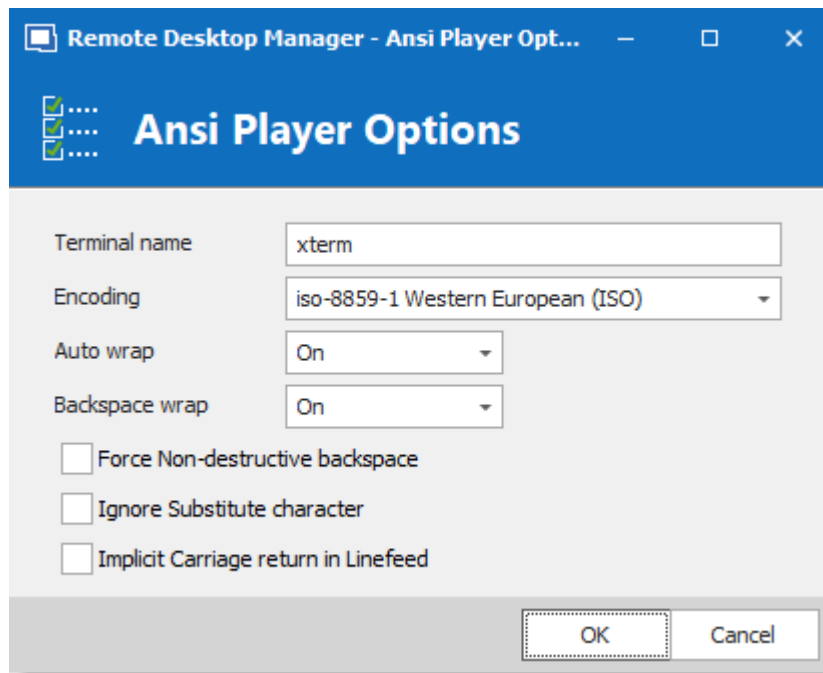 Remote Desktop Manager - Ansi Player Opt...
Ansi Player Options
Terminal name xterm
Encoding iso-8859-1 Western European (ISO)
Auto wrap On
Backspace wrap On
Force Non-destructive backspace
Ignore Substitute character
Implicit Carriage return in Linefeed
OK Cancel